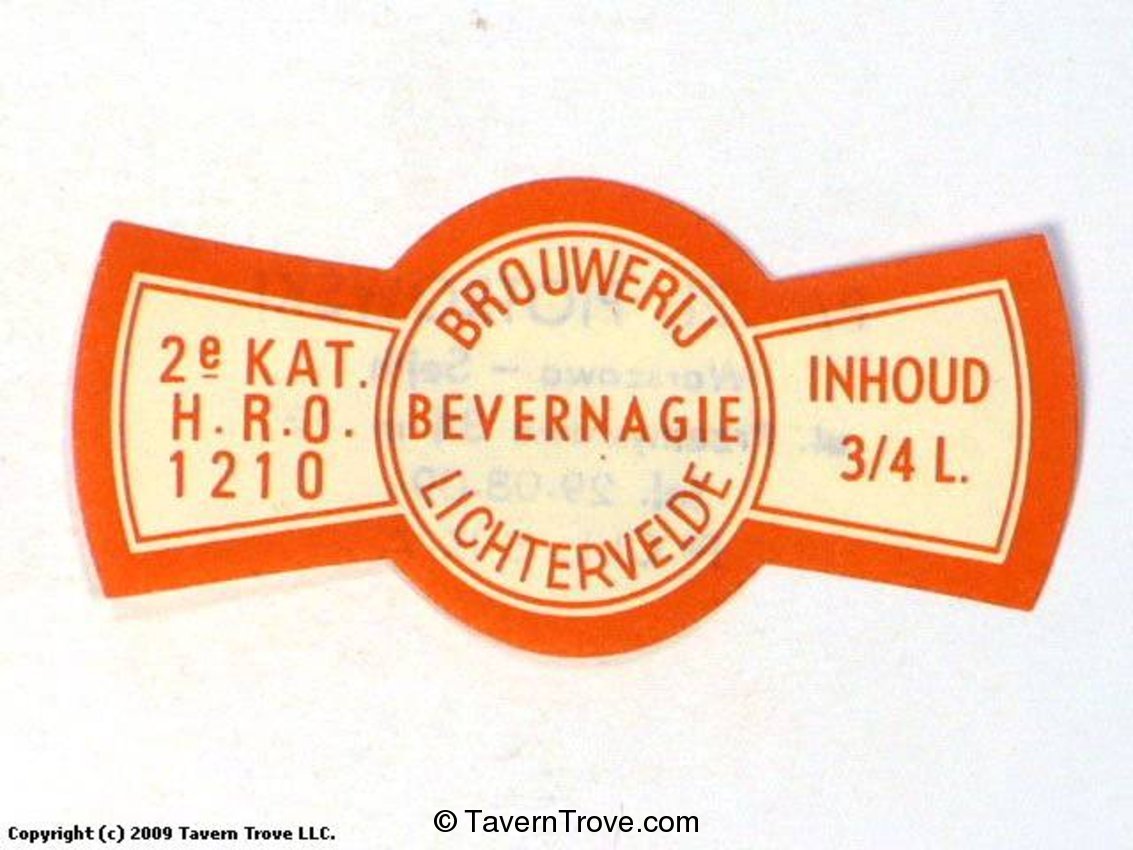 2e KAT.
H.R.O.
1210
BROUWERIJ
BEVERNAGIE
LICHTERVELDE
INHOUD
3/4 L.
Copyright (c) 2009 Tavern Trove LLC.
© TavernTrove.com